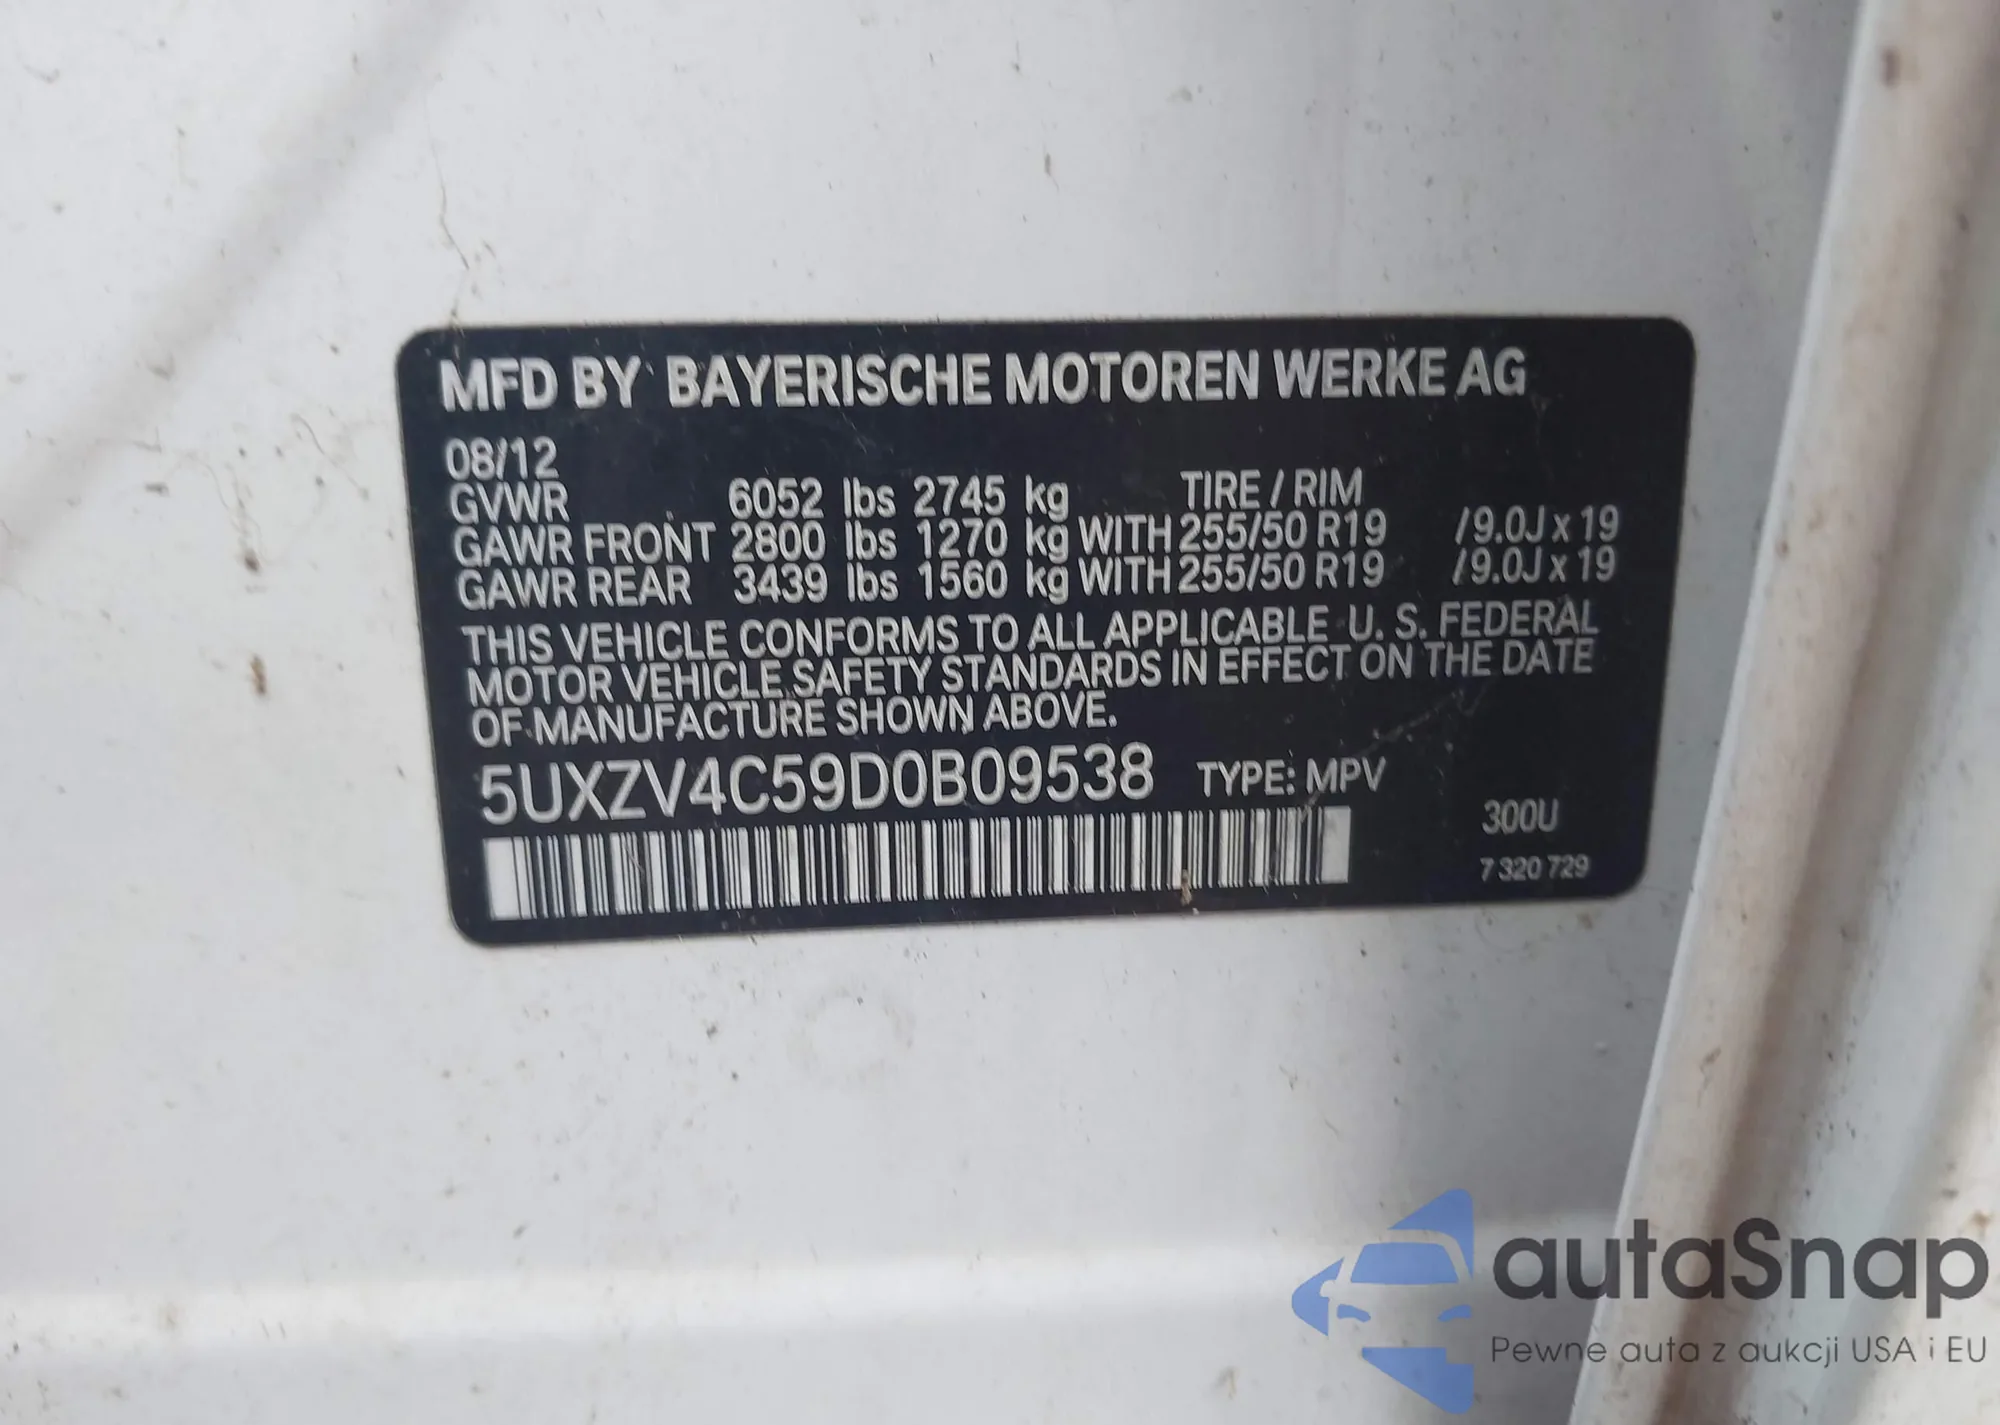 MFD BY BAYERISCHE MOTOREN WERKE AG
08/12
GVWR 6052 lbs 2745 kg TIRE / RIM
GAWR FRONT 2800 lbs 1270 kg WITH 255/50 R19 /9.0J x 19
GAWR REAR 3439 lbs 1560 kg WITH 255/50 R19 /9.0J x 19
THIS VEHICLE CONFORMS TO ALL APPLICABLE U. S. FEDERAL
MOTOR VEHICLE SAFETY STANDARDS IN EFFECT ON THE DATE
OF MANUFACTURE SHOWN ABOVE.
5UXZV4C59D0B09538 TYPE: MPV
300U
7 320 729
autaSnap
Pewne auta z aukcji USA i EU